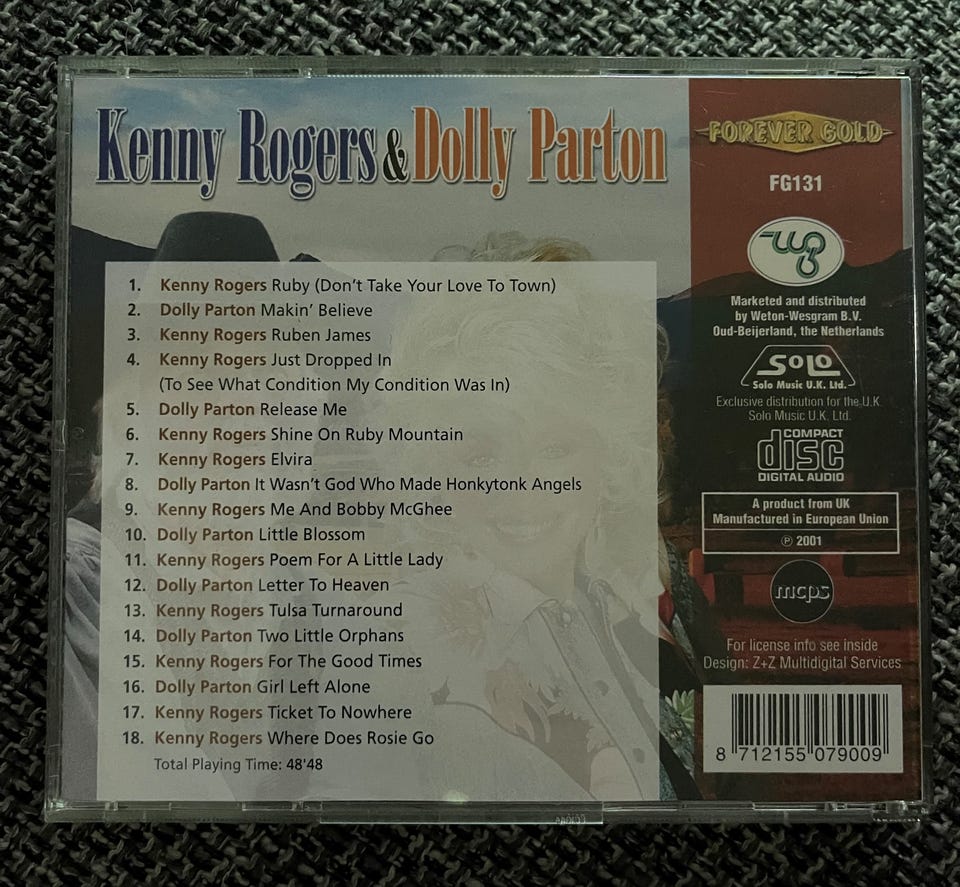 Kenny Rogers & Dolly Parton
1. Kenny Rogers Ruby (Don't Take Your Love To Town)
2. Dolly Parton Makin' Believe
3. Kenny Rogers Ruben James
4. Kenny Rogers Just Dropped In
(To See What Condition My Condition Was In)
5. Dolly Parton Release Me
6. Kenny Rogers Shine On Ruby Mountain
7. Kenny Rogers Elvira
8. Dolly Parton It Wasn't God Who Made Honkytonk Angels
9. Kenny Rogers Me And Bobby McGhee
10. Dolly Parton Little Blossom
11. Kenny Rogers Poem For A Little Lady
12. Dolly Parton Letter To Heaven
13. Kenny Rogers Tulsa Turnaround
14. Dolly Parton Two Little Orphans
15. Kenny Rogers For The Good Times
16. Dolly Parton Girl Left Alone
17. Kenny Rogers Ticket To Nowhere
18. Kenny Rogers Where Does Rosie Go
Total Playing Time: 48'48
FOREVER GOLD
FG131
Marketed and distributed
by Weton-Wesgram B.V.
Oud-Beijerland, the Netherlands
SOLO
Solo Music U.K. Ltd.
Exclusive distribution for the U.K.
Solo Music U.K. Ltd.
COMPACT
disc
DIGITAL AUDIO
A product from UK
Manufactured in European Union
℗ 2001
mcps
For license info see inside
Design: Z+Z Multidigital Services
8 712155 079009